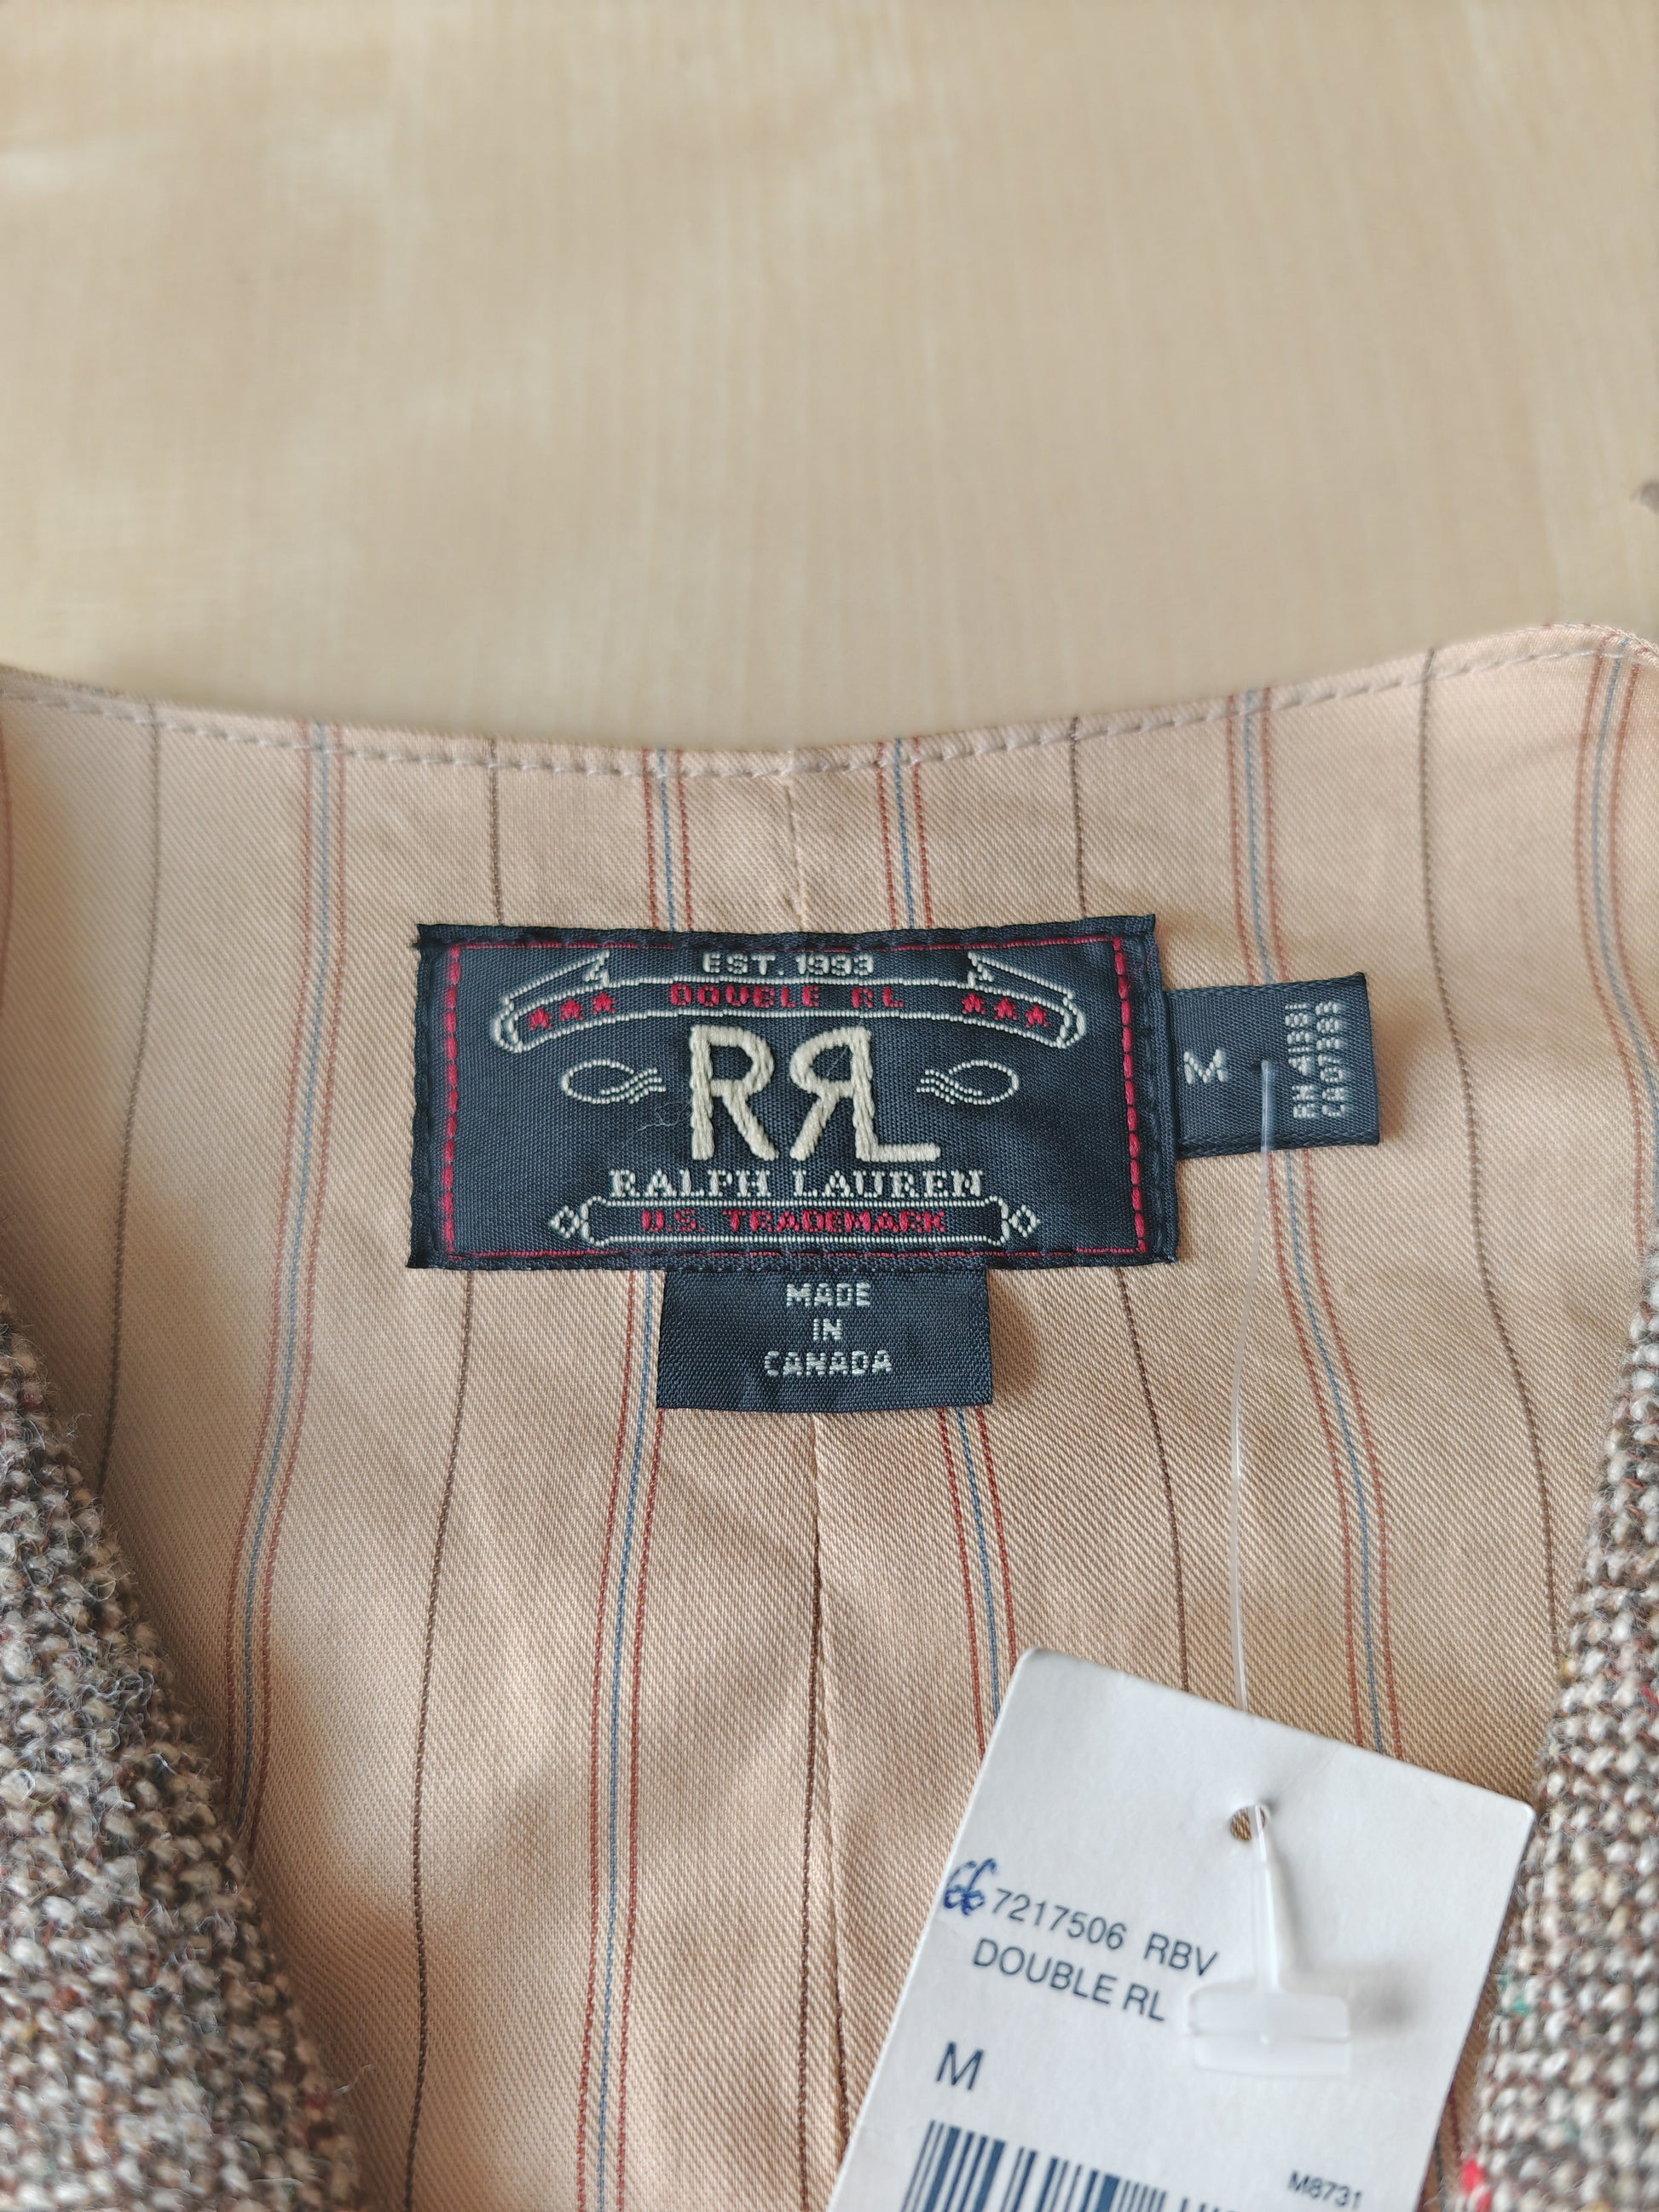 EST. 1993
DOUBLE RL
RRL
RALPH LAUREN
U.S. TRADEMARK
MADE
IN
CANADA
M
RN 41381
CA 07393
7217506 RBV
DOUBLE RL
M
M8731